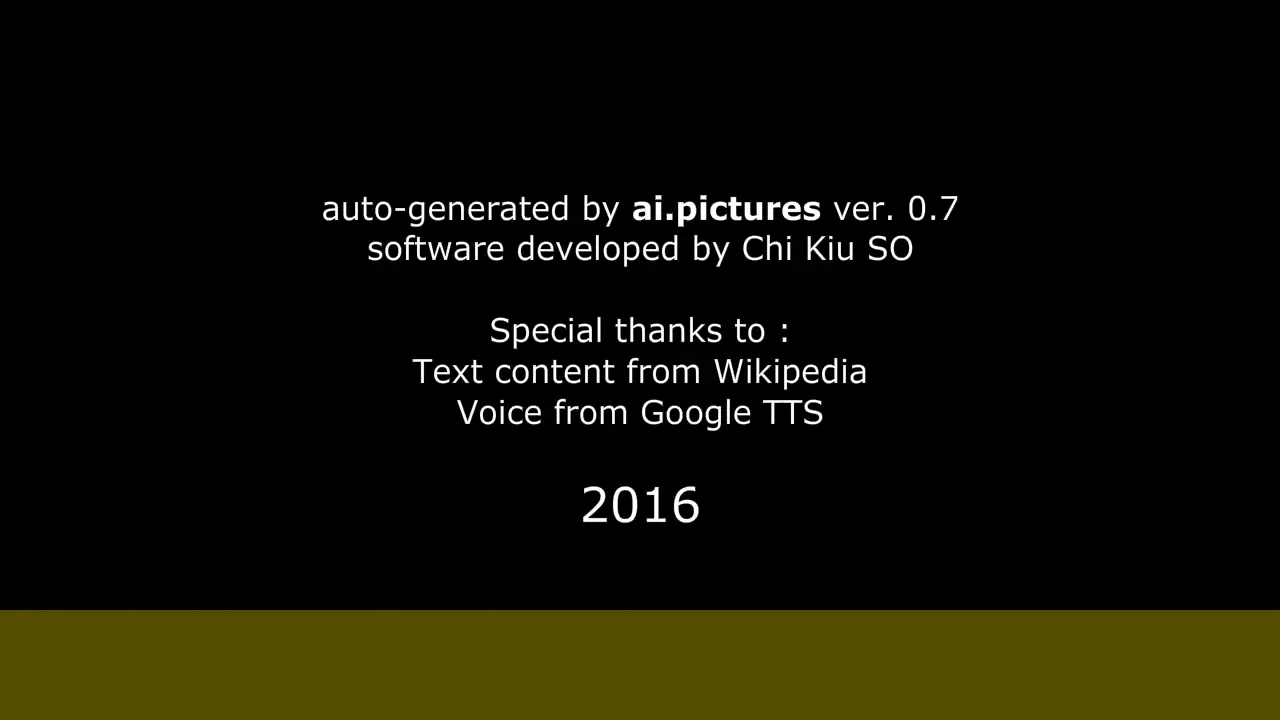 auto-generated by ai.pictures ver. 0.7
software developed by Chi Kiu SO
Special thanks to :
Text content from Wikipedia
Voice from Google TTS
2016